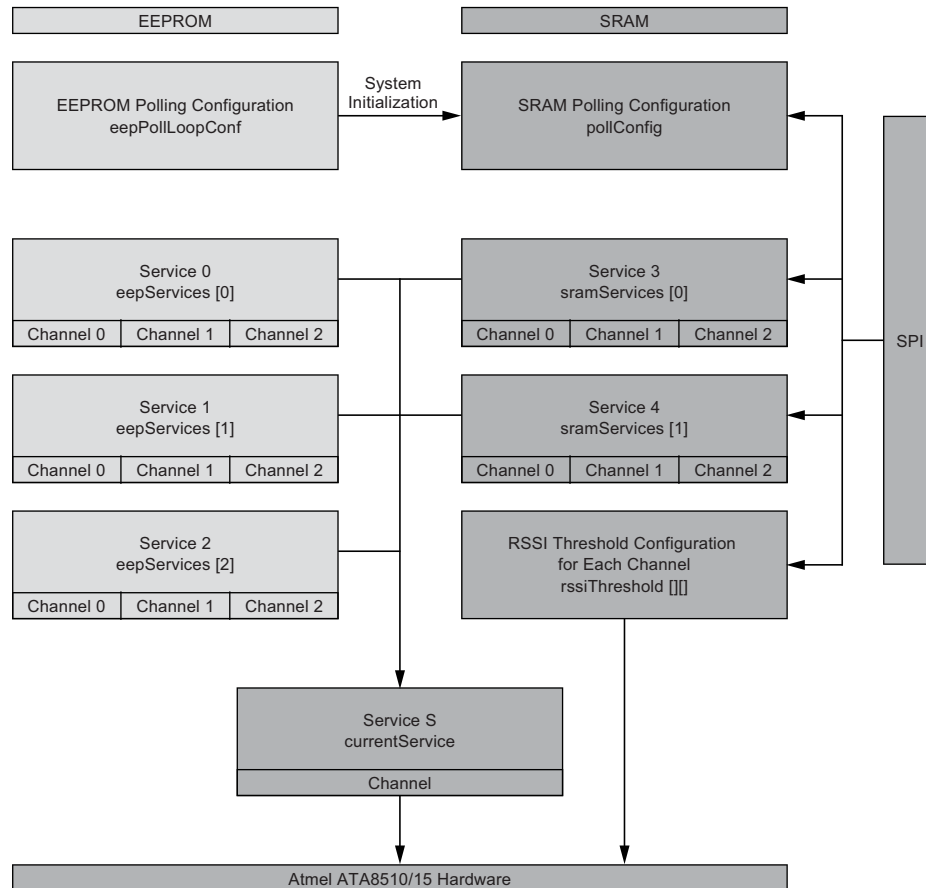 EEPROM
SRAM
EEPROM Polling Configuration
eepPollLoopConf
System
Initialization
SRAM Polling Configuration
pollConfig
Service 0
eepServices [0]
Channel 0 Channel 1 Channel 2
Service 3
sramServices [0]
Channel 0 Channel 1 Channel 2
SPI
Service 1
eepServices [1]
Channel 0 Channel 1 Channel 2
Service 4
sramServices [1]
Channel 0 Channel 1 Channel 2
Service 2
eepServices [2]
Channel 0 Channel 1 Channel 2
RSSI Threshold Configuration
for Each Channel
rssiThreshold [][]
Service S
currentService
Channel
Atmel ATA8510/15 Hardware